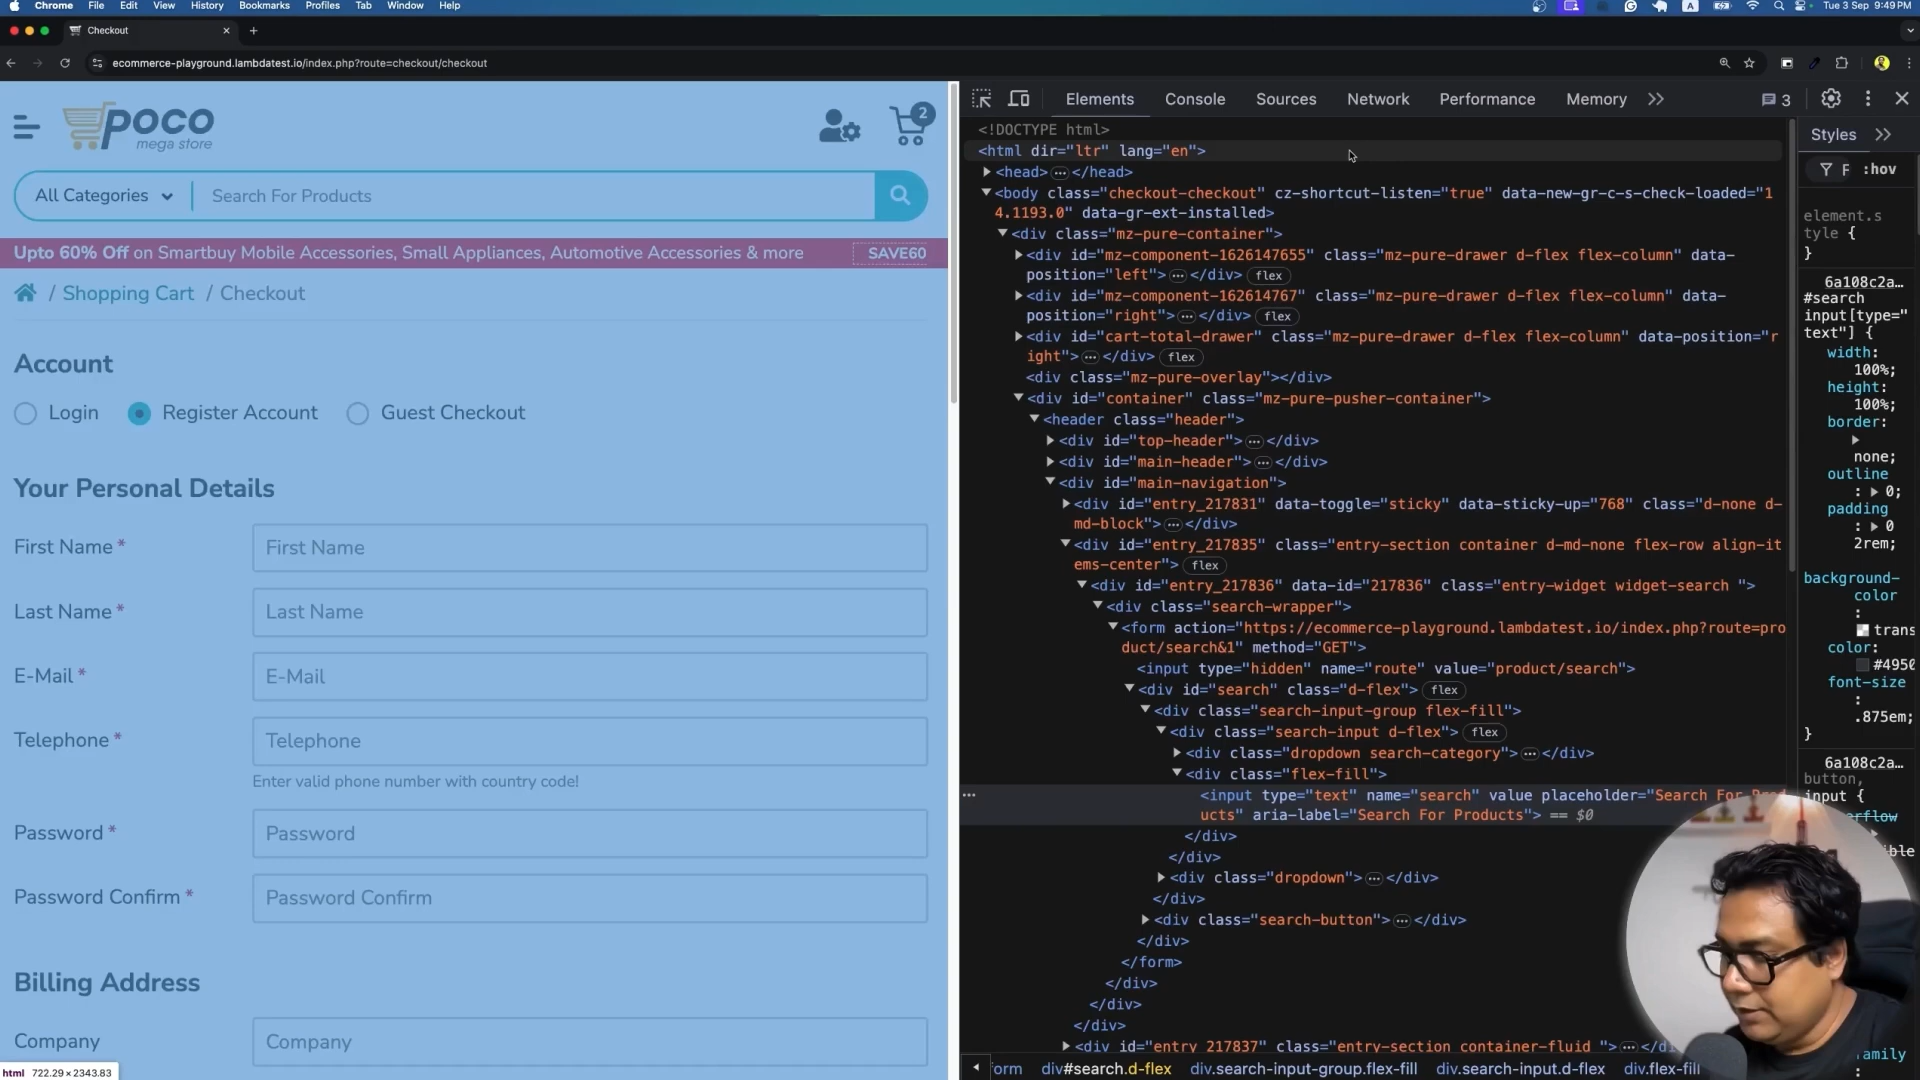 Chrome File Edit View History Bookmarks Profiles Tab Window Help
A
Tue 3 Sep 9:49 PM
Checkout
ecommerce-playground.lambdatest.io/index.php?route=checkout/checkout
poco
mega store
2
All Categories
Search For Products
Upto 60% Off on Smartbuy Mobile Accessories, Small Appliances, Automotive Accessories & more
SAVE60
/ Shopping Cart / Checkout
Account
Login
Register Account
Guest Checkout
Your Personal Details
First Name *
First Name
Last Name *
Last Name
E-Mail *
E-Mail
Telephone *
Telephone
Enter valid phone number with country code!
Password *
Password
Password Confirm *
Password Confirm
Billing Address
Company
Company
html 722.29 × 2343.83
Elements Console Sources Network Performance Memory 3
<!DOCTYPE html>
<html dir="ltr" lang="en">
<head>…</head>
<body class="checkout-checkout" cz-shortcut-listen="true" data-new-gr-c-s-check-loaded="1
4.1193.0" data-gr-ext-installed>
<div class="mz-pure-container">
<div id="mz-component-1626147655" class="mz-pure-drawer d-flex flex-column" data-
position="left">…</div> flex
<div id="mz-component-162614767" class="mz-pure-drawer d-flex flex-column" data-
position="right">…</div> flex
<div id="cart-total-drawer" class="mz-pure-drawer d-flex flex-column" data-position="r
ight">…</div> flex
<div class="mz-pure-overlay"></div>
<div id="container" class="mz-pure-pusher-container">
<header class="header">
<div id="top-header">…</div>
<div id="main-header">…</div>
<div id="main-navigation">
<div id="entry_217831" data-toggle="sticky" data-sticky-up="768" class="d-none d-
md-block">…</div>
<div id="entry_217835" class="entry-section container d-md-none flex-row align-it
ems-center"> flex
<div id="entry_217836" data-id="217836" class="entry-widget widget-search ">
<div class="search-wrapper">
<form action="https://ecommerce-playground.lambdatest.io/index.php?route=pro
duct/search&1" method="GET">
<input type="hidden" name="route" value="product/search">
<div id="search" class="d-flex"> flex
<div class="search-input-group flex-fill">
<div class="search-input d-flex"> flex
<div class="dropdown search-category">…</div>
<div class="flex-fill">
<input type="text" name="search" value placeholder="Search For Prod
ucts" aria-label="Search For Products"> == $0
</div>
</div>
<div class="dropdown">…</div>
</div>
<div class="search-button">…</div>
</div>
</form>
</div>
</div>
</div>
<div id="entry_217837" class="entry-section container-fluid ">…
orm div#search.d-flex div.search-input-group.flex-fill div.search-input.d-flex div.flex-fill
Styles
F :hov
element.s
tyle {
}
6a108c2a…
#search
input[type="
text"] {
width:
100%;
height:
100%;
border:
none;
outline
: 0;
padding
: 0
2rem;
background-
color
:
trans
color:
#4950
font-size
:
.875em;
}
6a108c2a…
button,
input {